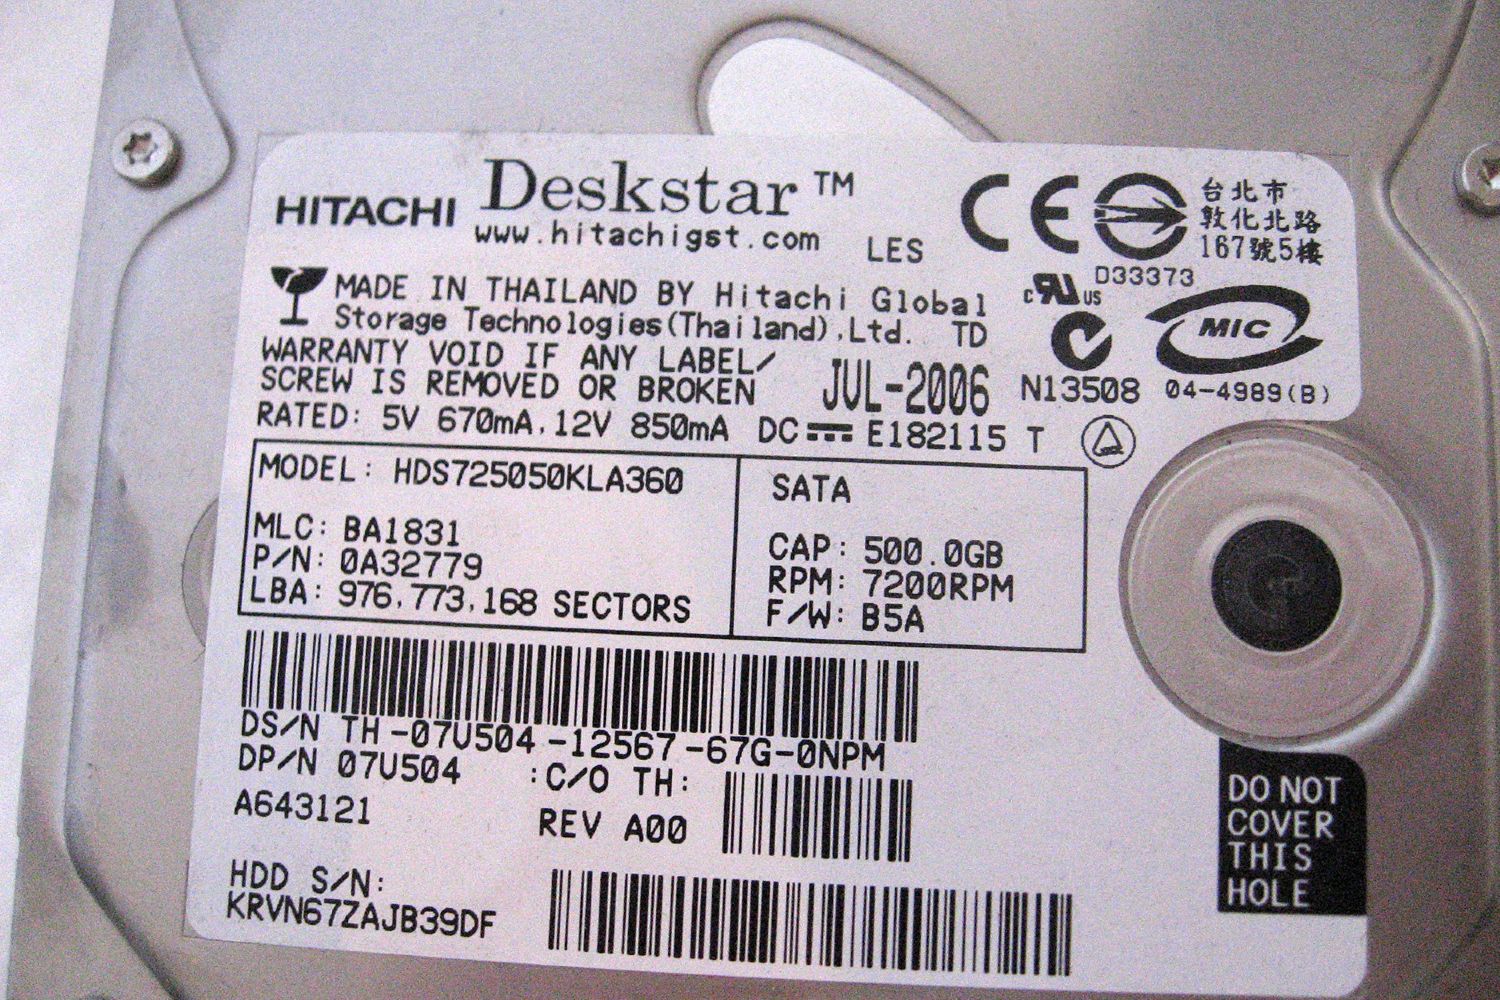 HITACHI Deskstar™
www.hitachigst.com LES
台北市
敦化北路
167號5樓
D33373
c RU US
MADE IN THAILAND BY Hitachi Global
Storage Technologies(Thailand),Ltd. TD
MIC
WARRANTY VOID IF ANY LABEL/
SCREW IS REMOVED OR BROKEN
JUL-2006 N13508 04-4989(B)
RATED: 5V 670mA,12V 850mA DC E182115 T
MODEL: HDS725050KLA360
MLC: BA1831
P/N: 0A32779
LBA: 976,773,168 SECTORS
SATA
CAP: 500.0GB
RPM: 7200RPM
F/W: B5A
DS/N TH-07U504-12567-67G-0NPM
DP/N 07U504 :C/O TH:
A643121
REV A00
HDD S/N:
KRVN67ZAJB39DF
DO NOT
COVER
THIS
HOLE